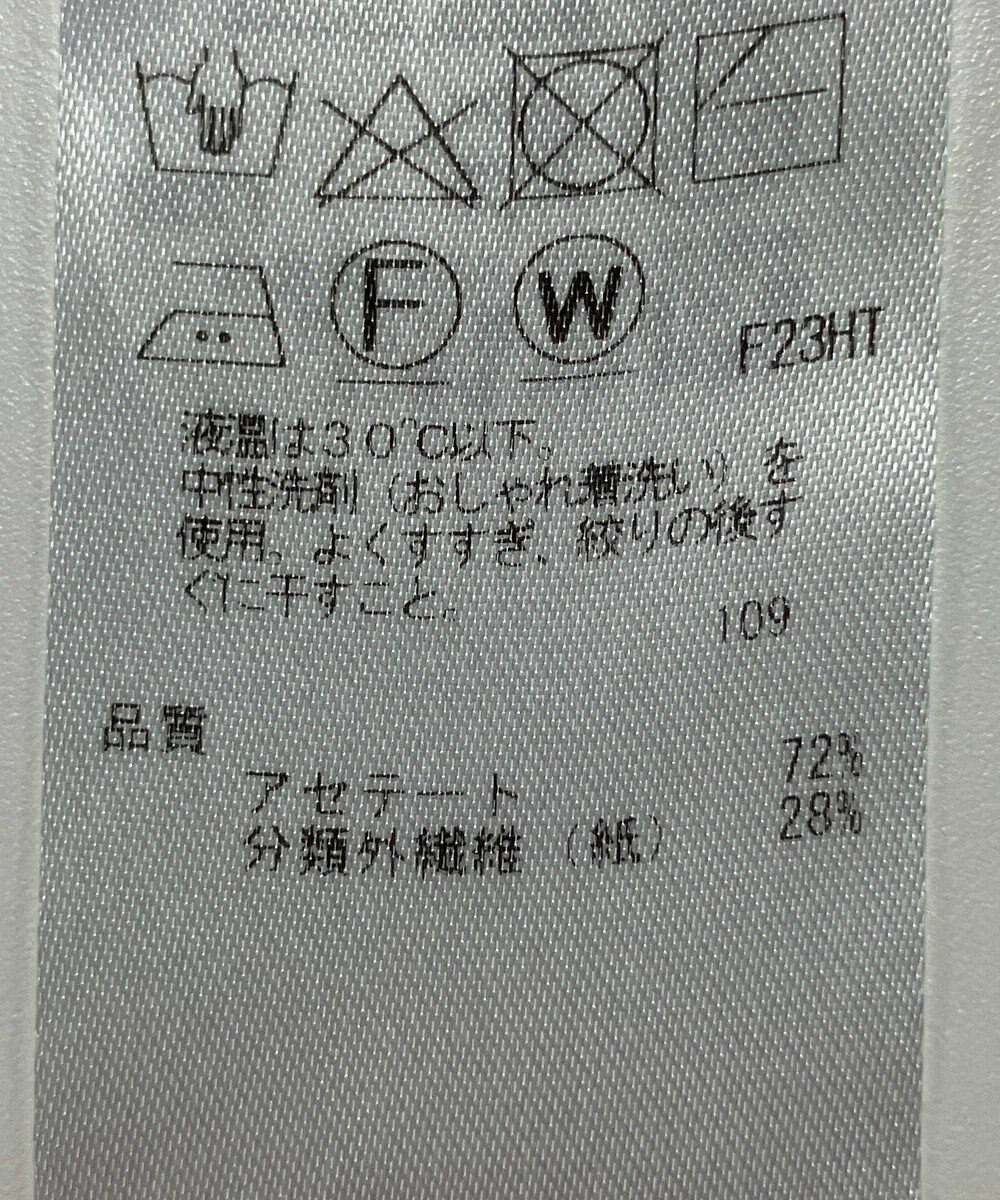 F W F23HT
液温は30℃以下。
中性洗剤（おしゃれ着洗い）を
使用。よくすすぎ、絞りの後す
ぐに干すこと。
109
品質
アセテート 72%
分類外繊維（紙） 28%